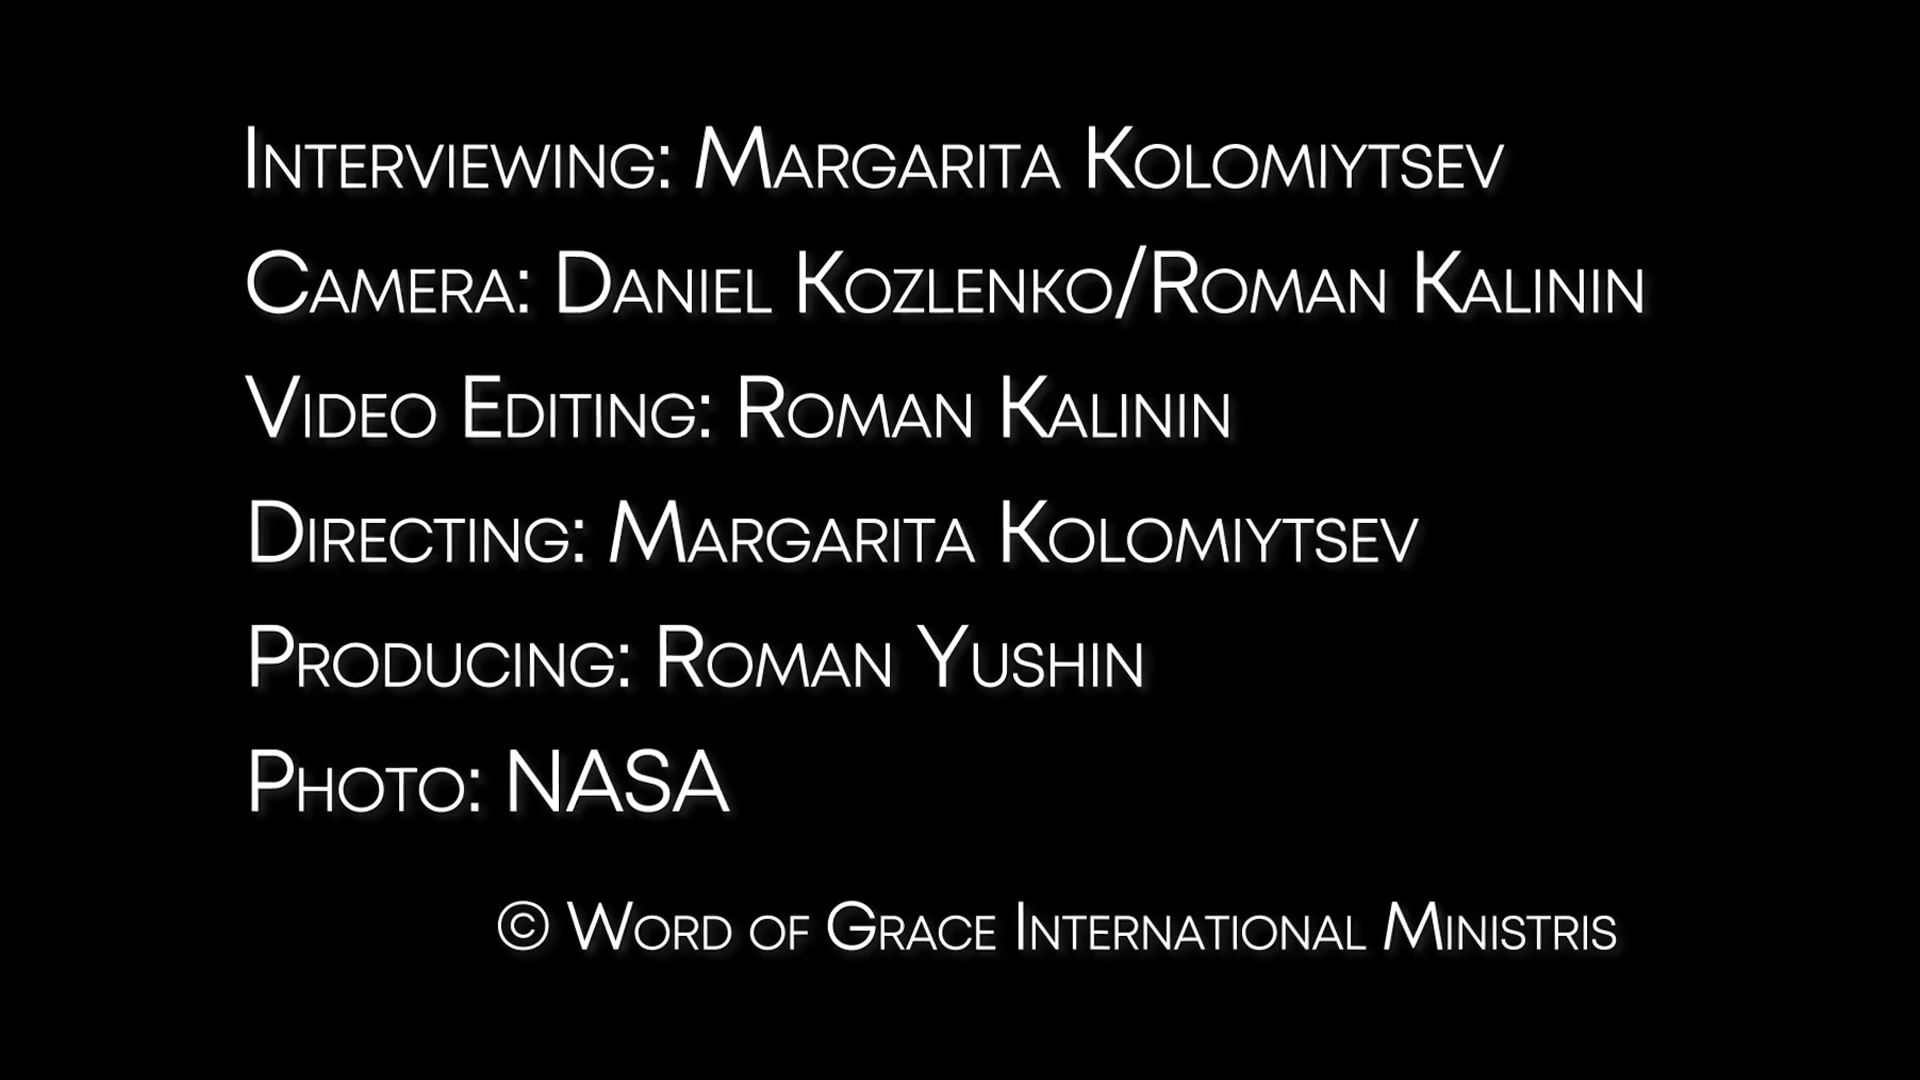 Interviewing: Margarita Kolomiytsev
Camera: Daniel Kozlenko/Roman Kalinin
Video Editing: Roman Kalinin
Directing: Margarita Kolomiytsev
Producing: Roman Yushin
Photo: NASA
© Word of Grace International Ministris